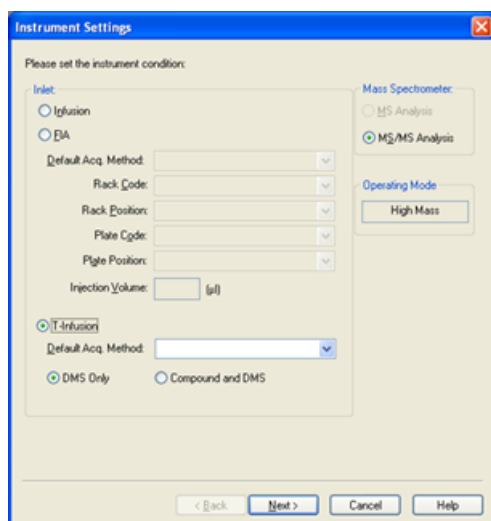 Instrument Settings
Please set the instrument condition:
Inlet:
Infusion
FIA
Default Acq. Method:
Rack Code:
Rack Position:
Plate Code:
Plate Position:
Injection Volume:
(µl)
T-Infusion
Default Acq. Method:
DMS Only
Compound and DMS
Mass Spectrometer:
MS Analysis
MS/MS Analysis
Operating Mode
High Mass
< Back
Next >
Cancel
Help